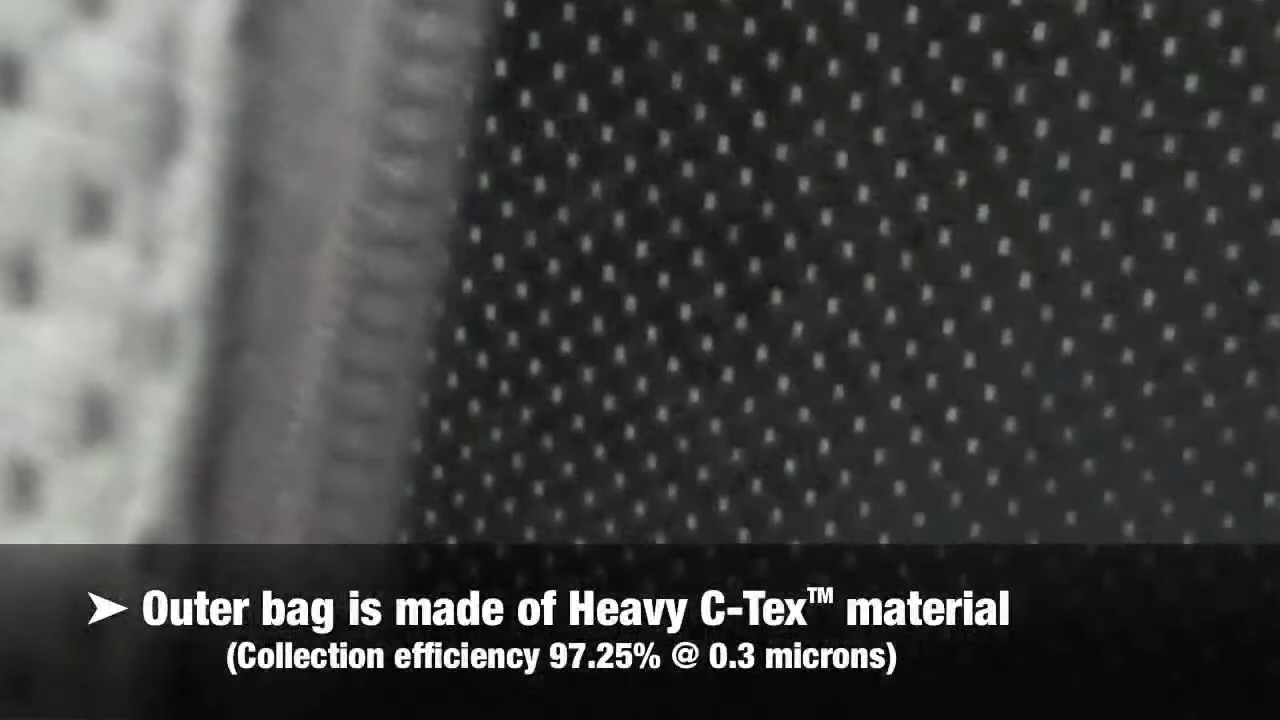 ➤ Outer bag is made of Heavy C-Tex™ material
(Collection efficiency 97.25% @ 0.3 microns)